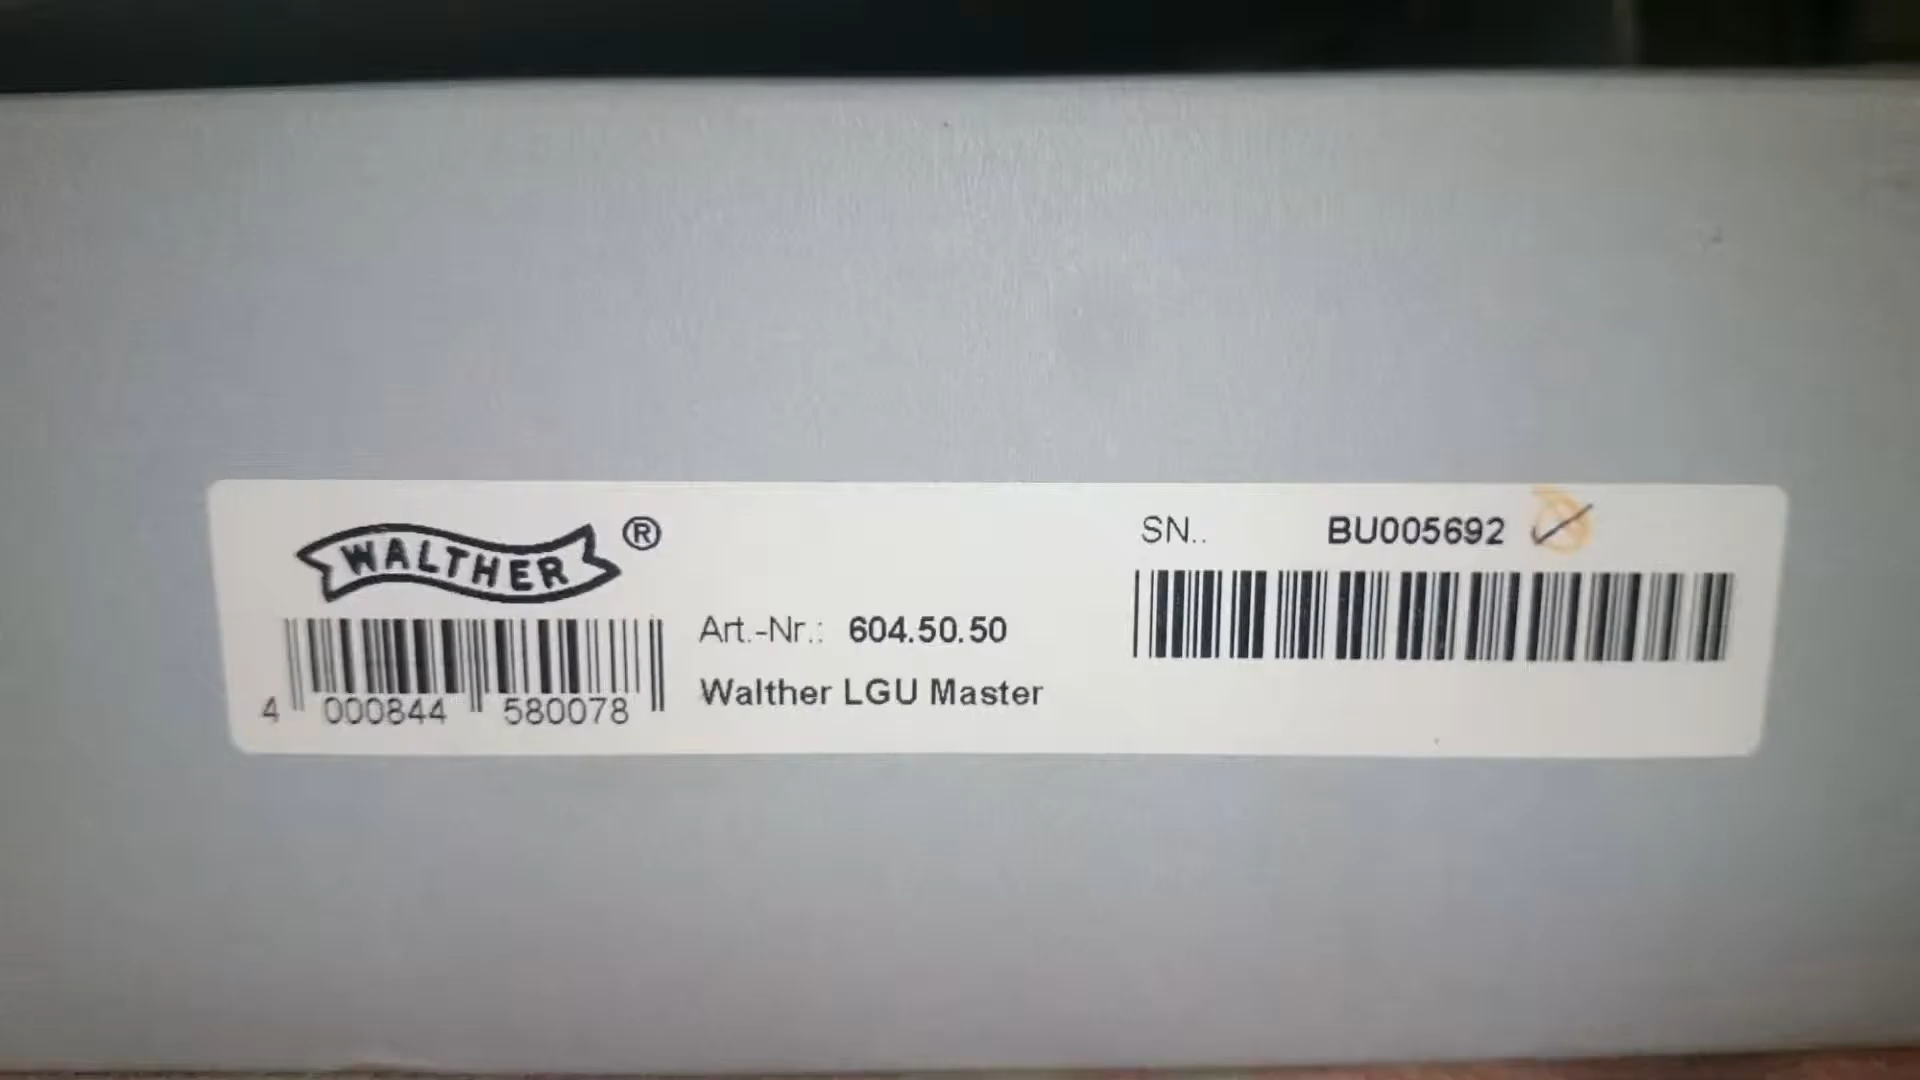 WALTHER®
4 000844 580078
Art.-Nr.: 604.50.50
Walther LGU Master
SN.. BU005692